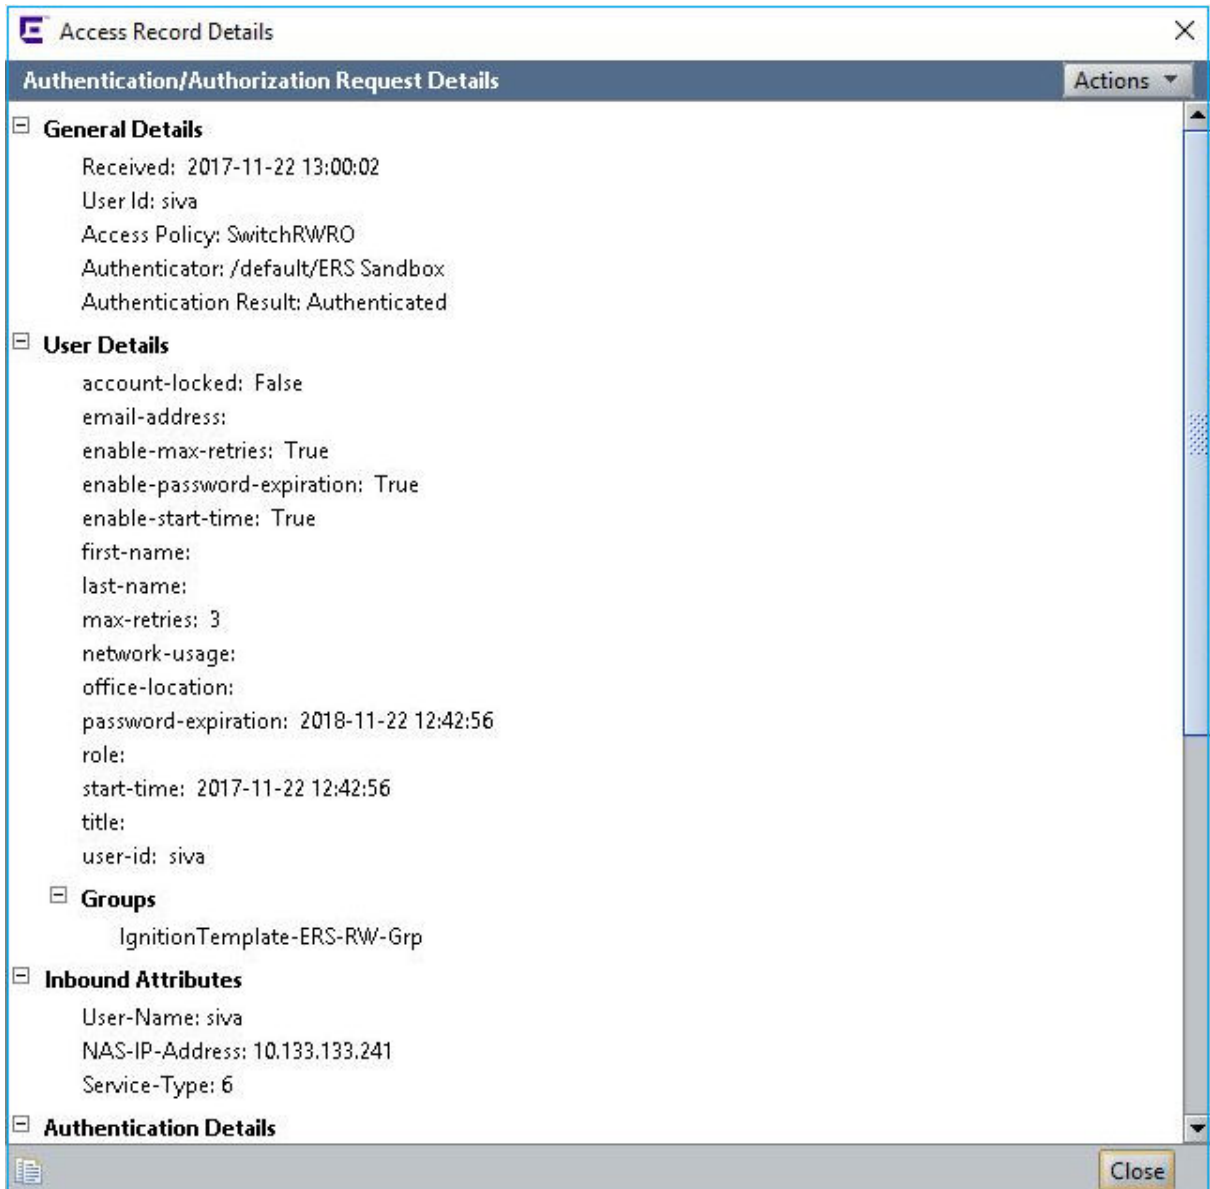 Access Record Details
Authentication/Authorization Request Details
Actions
General Details
Received: 2017-11-22 13:00:02
User Id: siva
Access Policy: SwitchRWRO
Authenticator: /default/ERS Sandbox
Authentication Result: Authenticated
User Details
account-locked: False
email-address:
enable-max-retries: True
enable-password-expiration: True
enable-start-time: True
first-name:
last-name:
max-retries: 3
network-usage:
office-location:
password-expiration: 2018-11-22 12:42:56
role:
start-time: 2017-11-22 12:42:56
title:
user-id: siva
Groups
IgnitionTemplate-ERS-RW-Grp
Inbound Attributes
User-Name: siva
NAS-IP-Address: 10.133.133.241
Service-Type: 6
Authentication Details
Close